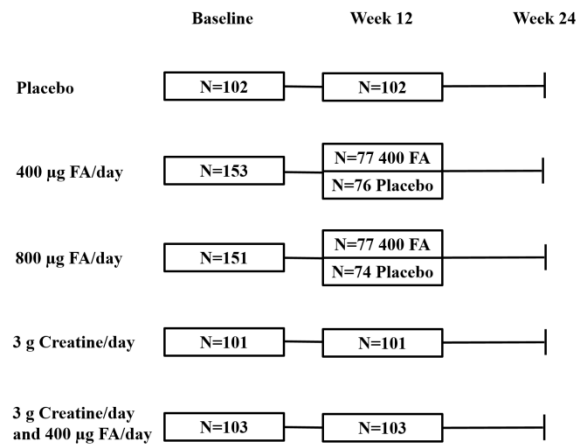 Baseline Week 12 Week 24
Placebo N=102 N=102
N=77 400 FA
400 µg FA/day N=153
N=76 Placebo
N=77 400 FA
800 µg FA/day N=151
N=74 Placebo
3 g Creatine/day N=101 N=101
3 g Creatine/day
and 400 µg FA/day N=103 N=103